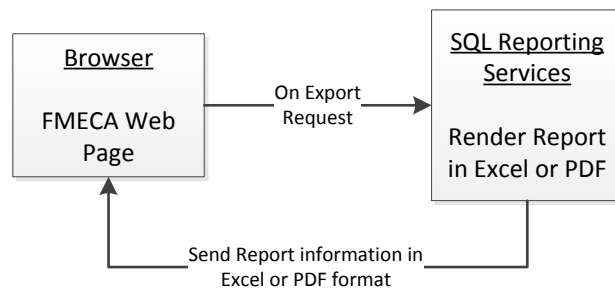 Browser
FMECA Web
Page
On Export
Request
SQL Reporting
Services
Render Report
in Excel or PDF
Send Report information in
Excel or PDF format